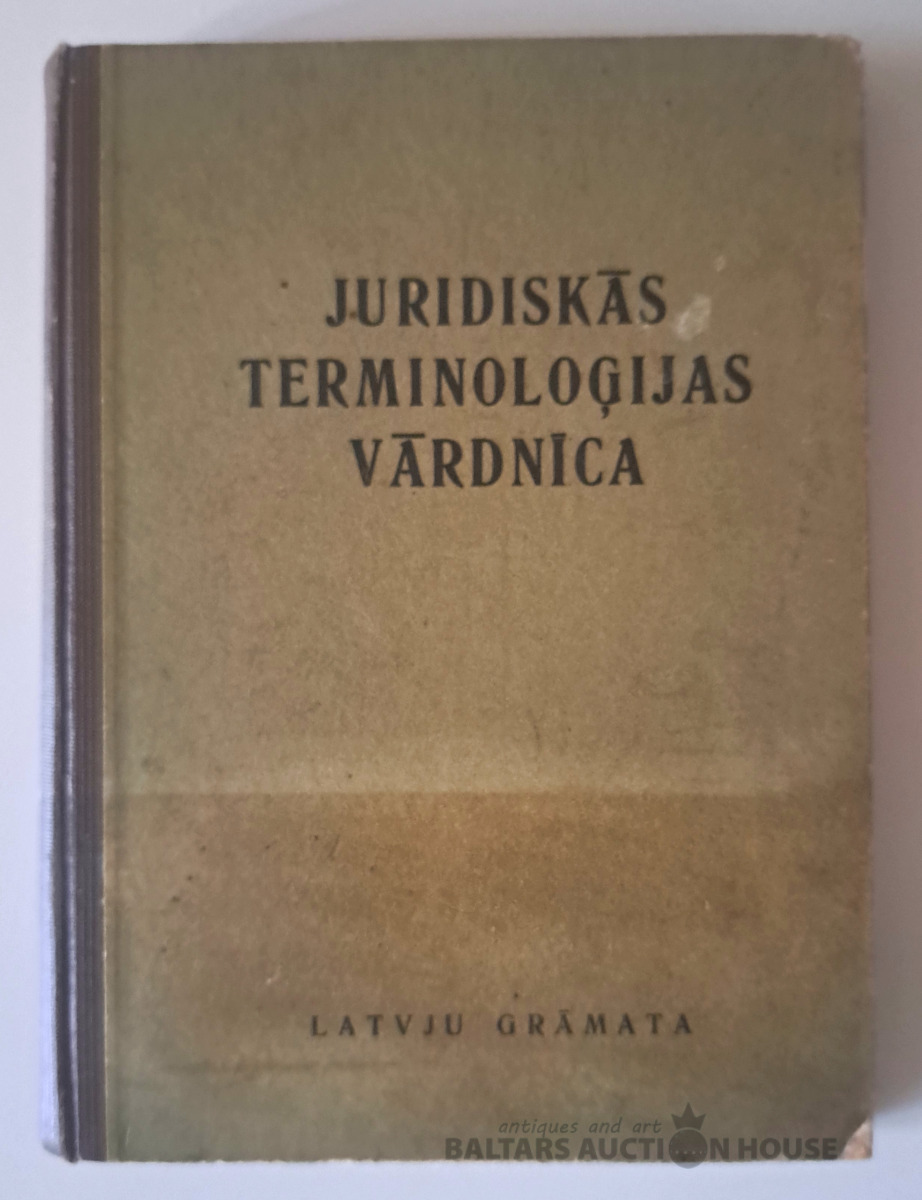 JURIDISKĀS
TERMINOLOĢIJAS
VĀRDNĪCA
LATVJU GRĀMATA
antiques and art
BALTARS AUCTION HOUSE